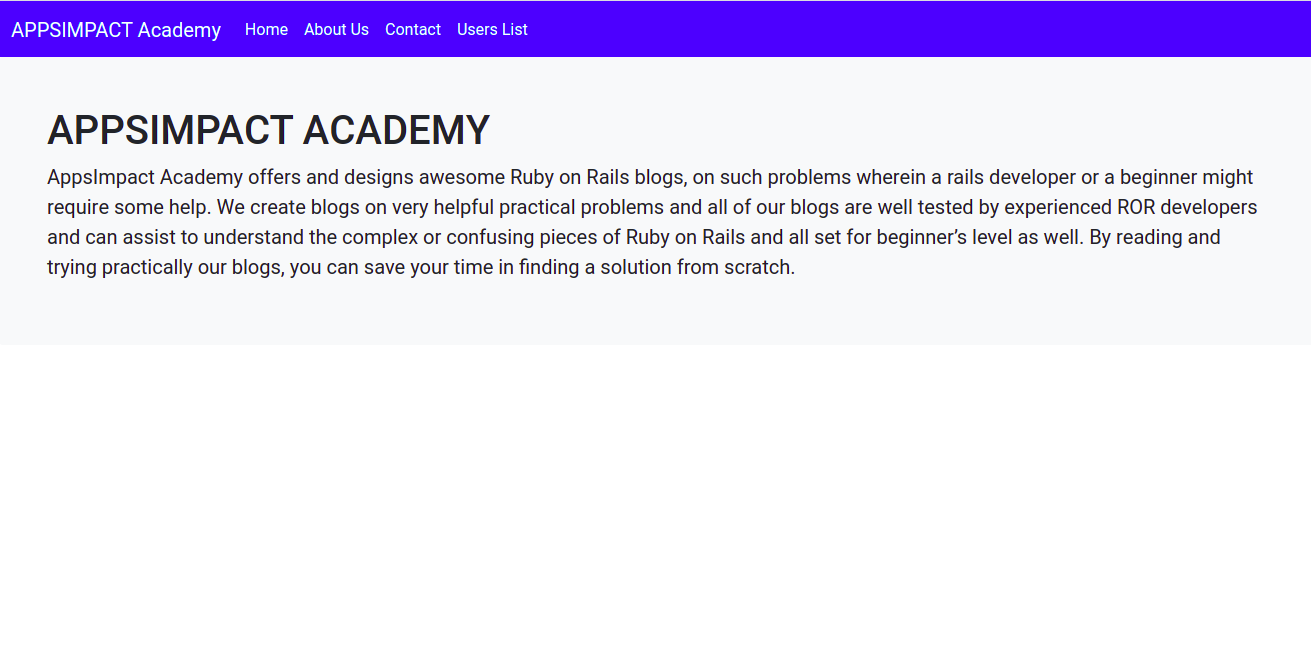 APPSIMPACT Academy Home About Us Contact Users List
APPSIMPACT ACADEMY
AppsImpact Academy offers and designs awesome Ruby on Rails blogs, on such problems wherein a rails developer or a beginner might
require some help. We create blogs on very helpful practical problems and all of our blogs are well tested by experienced ROR developers
and can assist to understand the complex or confusing pieces of Ruby on Rails and all set for beginner’s level as well. By reading and
trying practically our blogs, you can save your time in finding a solution from scratch.